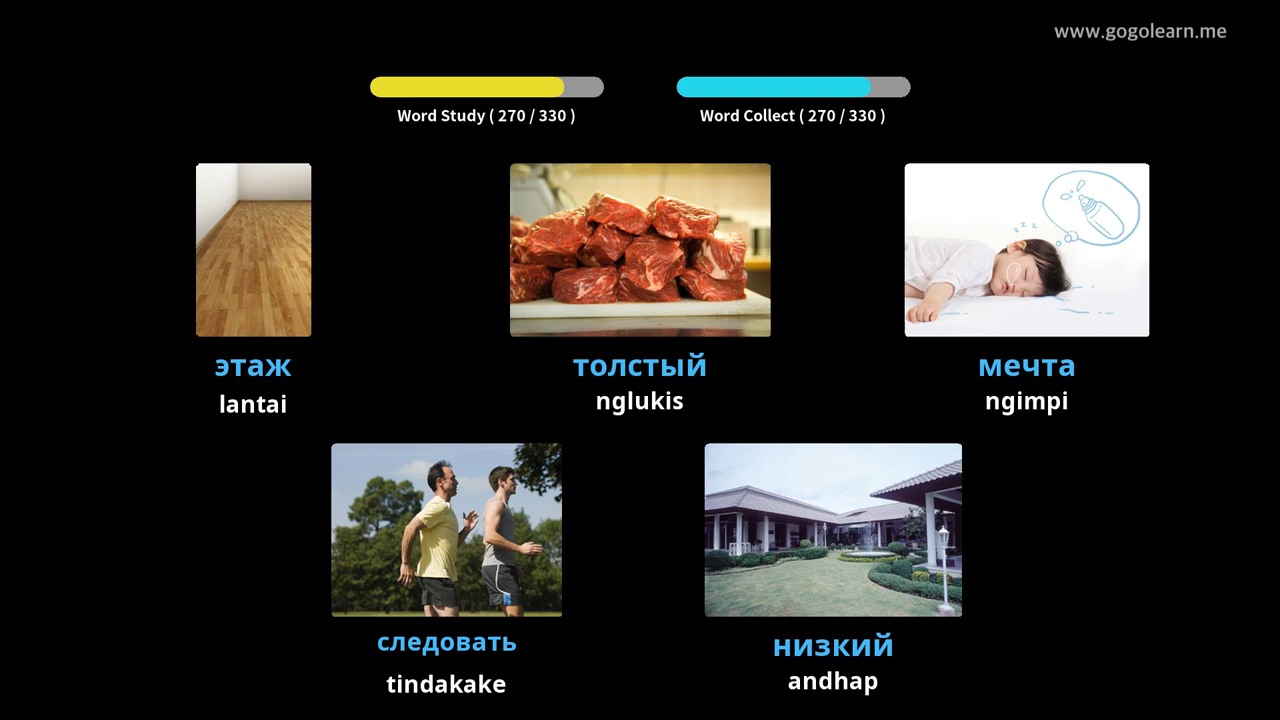 www.gogolearn.me
Word Study ( 270 / 330 )
Word Collect ( 270 / 330 )
этаж
lantai
толстый
nglukis
мечта
ngimpi
следовать
tindakake
низкий
andhap